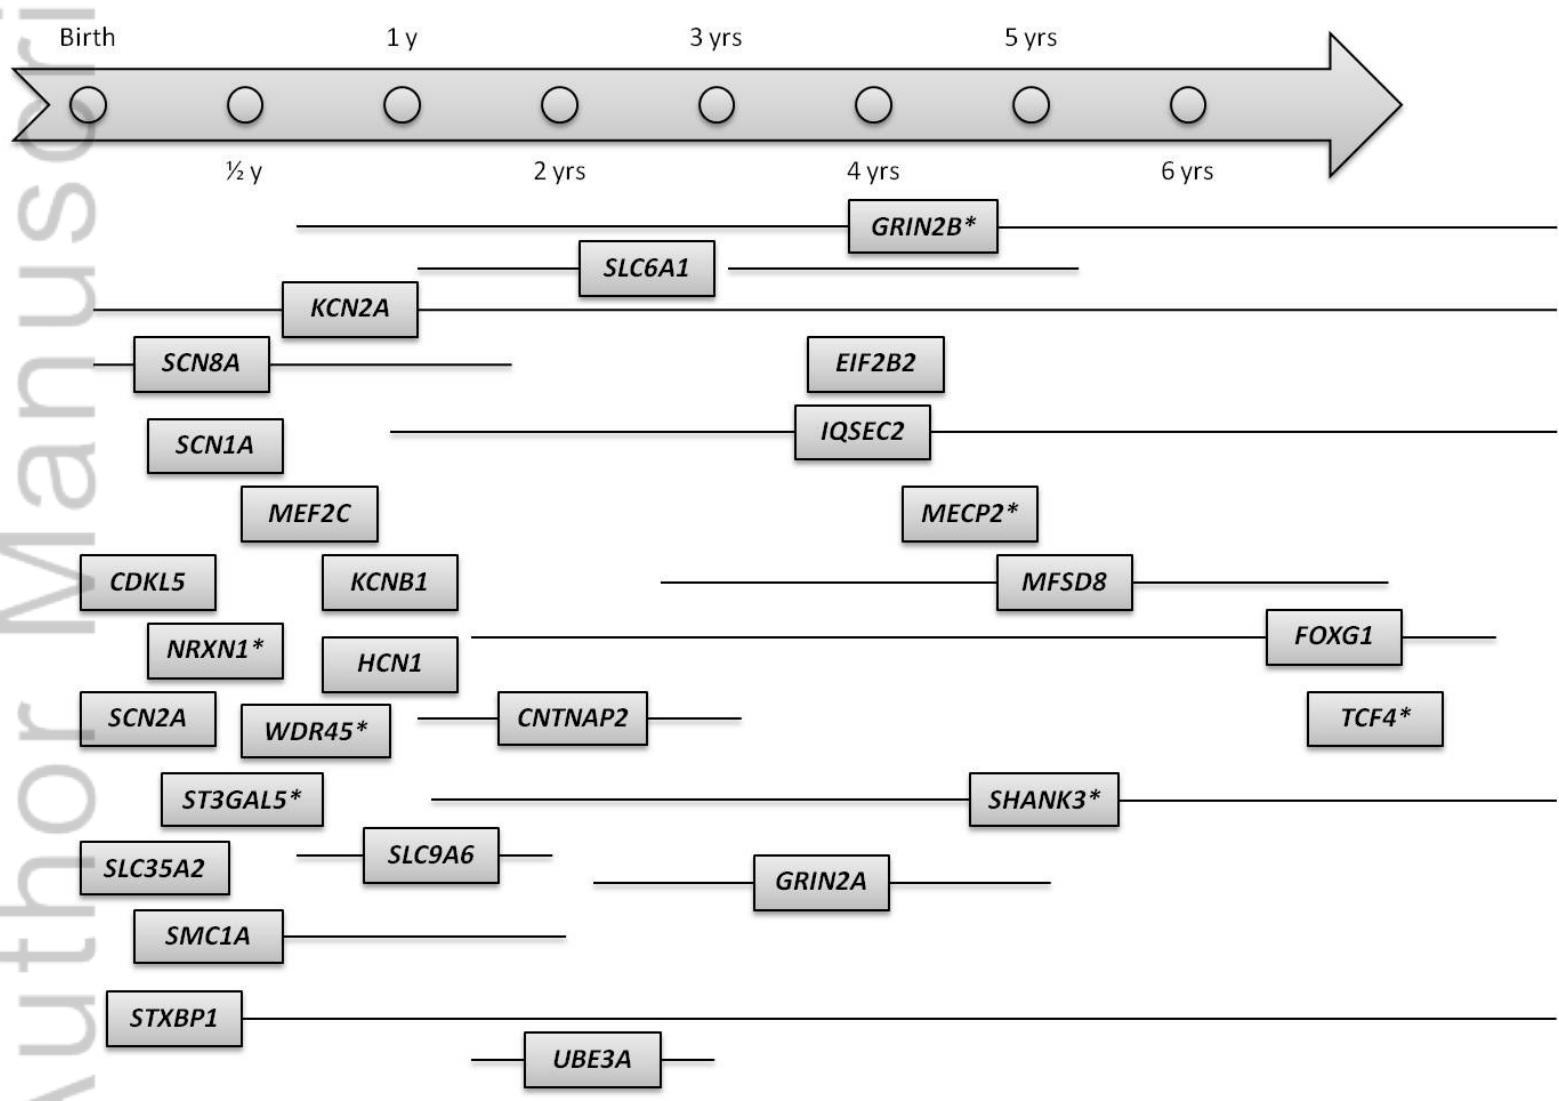 Birth
1 y
3 yrs
5 yrs
½ y
2 yrs
4 yrs
6 yrs
GRIN2B*
SLC6A1
KCN2A
SCN8A
EIF2B2
IQSEC2
SCN1A
MEF2C
MECP2*
CDKL5
KCNB1
MFSD8
NRXN1*
HCN1
FOXG1
SCN2A
WDR45*
CNTNAP2
TCF4*
ST3GAL5*
SHANK3*
SLC35A2
SLC9A6
GRIN2A
SMC1A
STXBP1
UBE3A
Author Manuscri